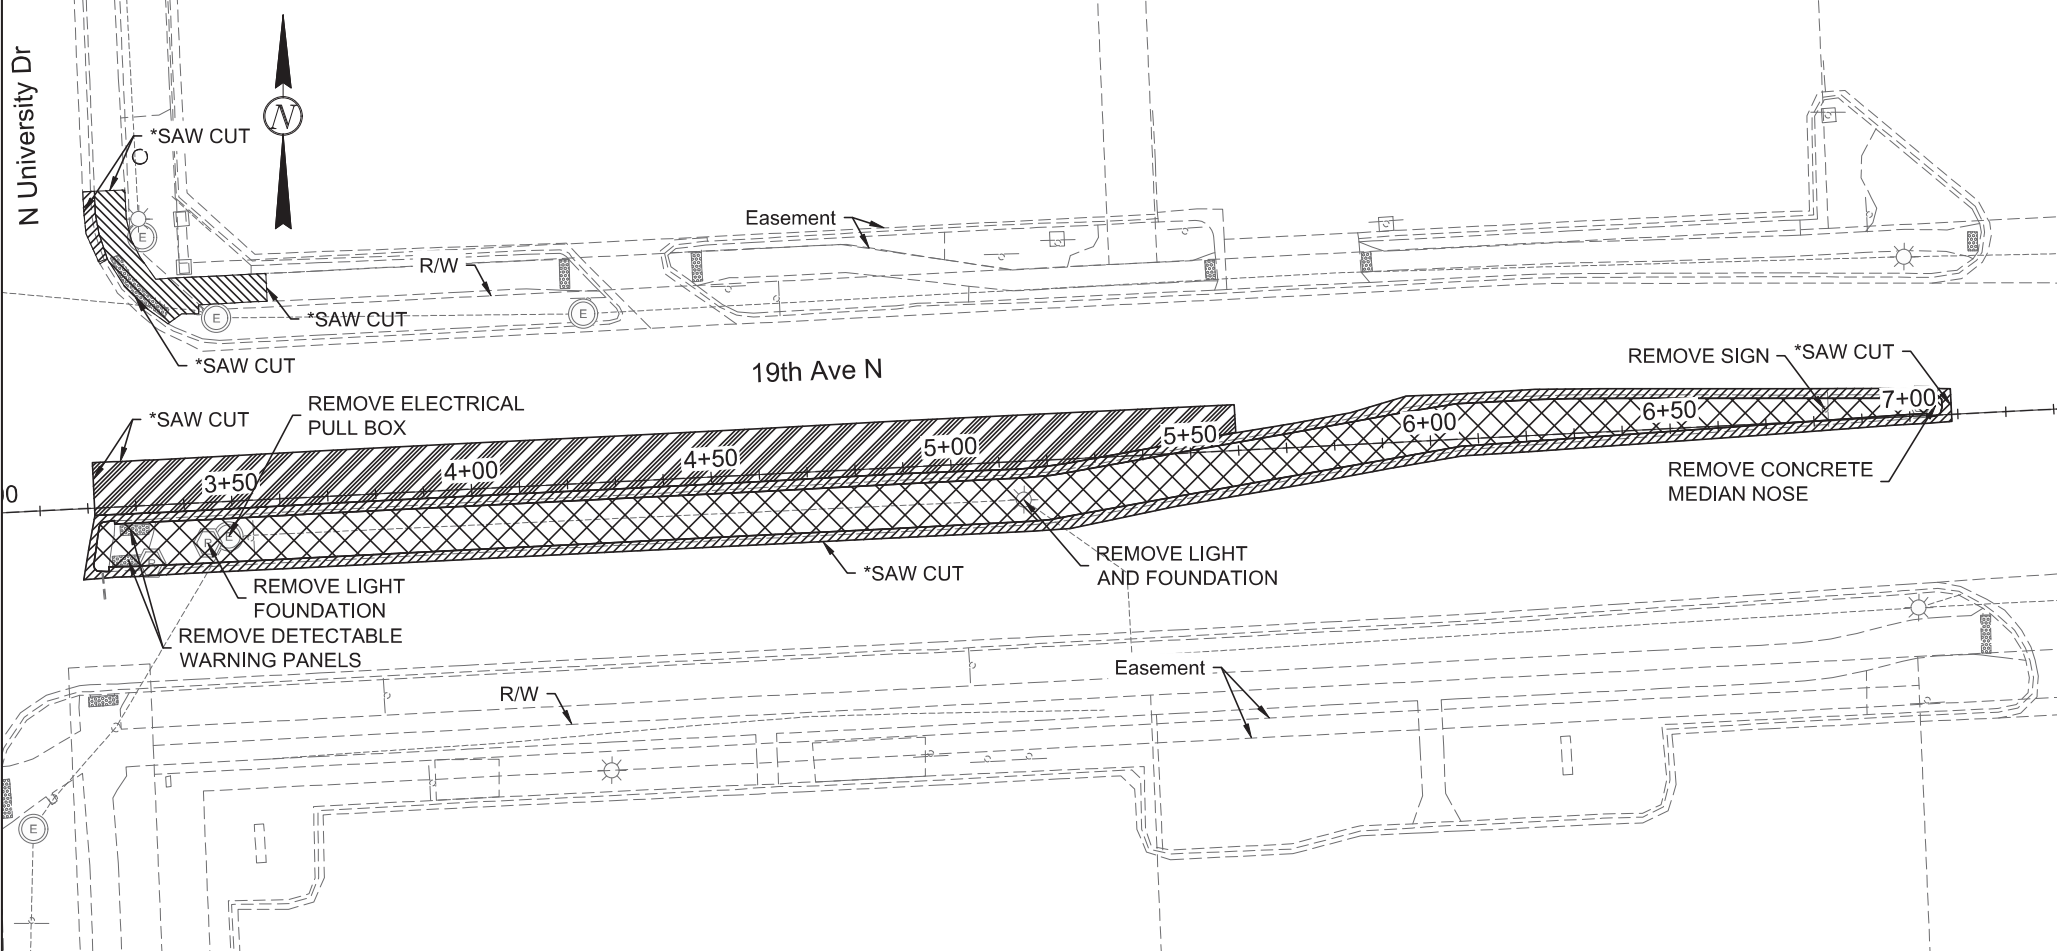 N University Dr
*SAW CUT
N
E
Easement
R/W
*SAW CUT
E
E
*SAW CUT
19th Ave N
REMOVE SIGN
*SAW CUT
*SAW CUT
REMOVE ELECTRICAL
PULL BOX
7+00
6+50
6+00
5+50
5+00
4+50
4+00
3+50
00
REMOVE CONCRETE
MEDIAN NOSE
E
REMOVE LIGHT
AND FOUNDATION
*SAW CUT
REMOVE LIGHT
FOUNDATION
REMOVE DETECTABLE
WARNING PANELS
R/W
Easement
E